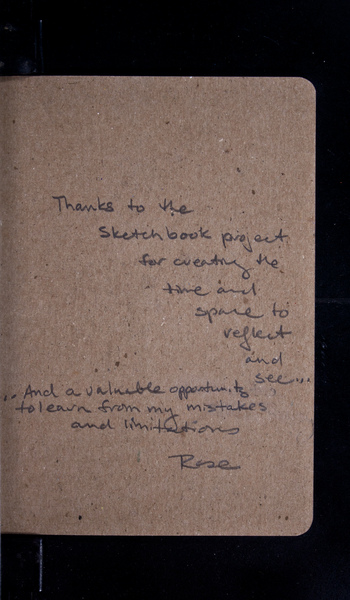 Thanks to the
Sketchbook project
for creating the
time and
space to
reflect
and
see...
.. And a valuable opportunity
to learn from my mistakes
and limitations
Rose